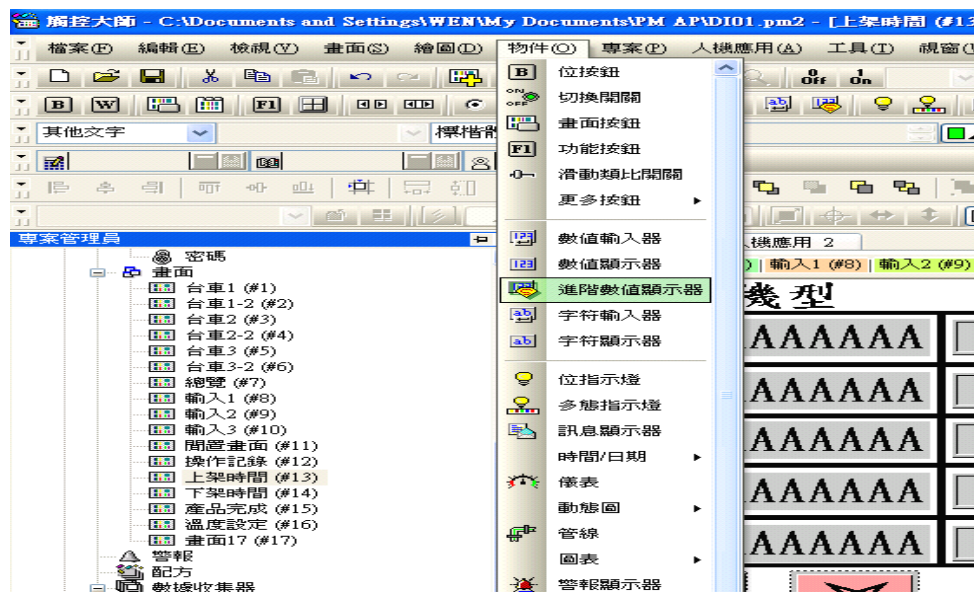 觸控大師 - C:\Documents and Settings\WEN\My Documents\PM AP\DI01.pm2 - [上架時間 (#13
檔案(F) 編輯(E) 檢視(V) 畫面(S) 繪圖(D) 物件(O) 專案(P) 人機應用(A) 工具(T) 視窗(
位按鈕
切換開關
畫面按鈕
功能按鈕
滑動類比開關
更多按鈕
數值輸入器
數值顯示器
進階數值顯示器
字符輸入器
字符顯示器
位指示燈
多態指示燈
訊息顯示器
時間/日期
儀表
動態圖
管線
圖表
警報顯示器
其他文字
標楷體
專案管理員
密碼
畫面
台車1 (#1)
台車1-2 (#2)
台車2 (#3)
台車2-2 (#4)
台車3 (#5)
台車3-2 (#6)
總覽 (#7)
輸入1 (#8)
輸入2 (#9)
輸入3 (#10)
閒置畫面 (#11)
操作記錄 (#12)
上架時間 (#13)
下架時間 (#14)
產品完成 (#15)
溫度設定 (#16)
畫面17 (#17)
警報
配方
數據收集器
機應用 2
輸入1 (#8) 輸入2 (#9)
機型
AAAAAA
AAAAAA
AAAAAA
AAAAAA
AAAAAA